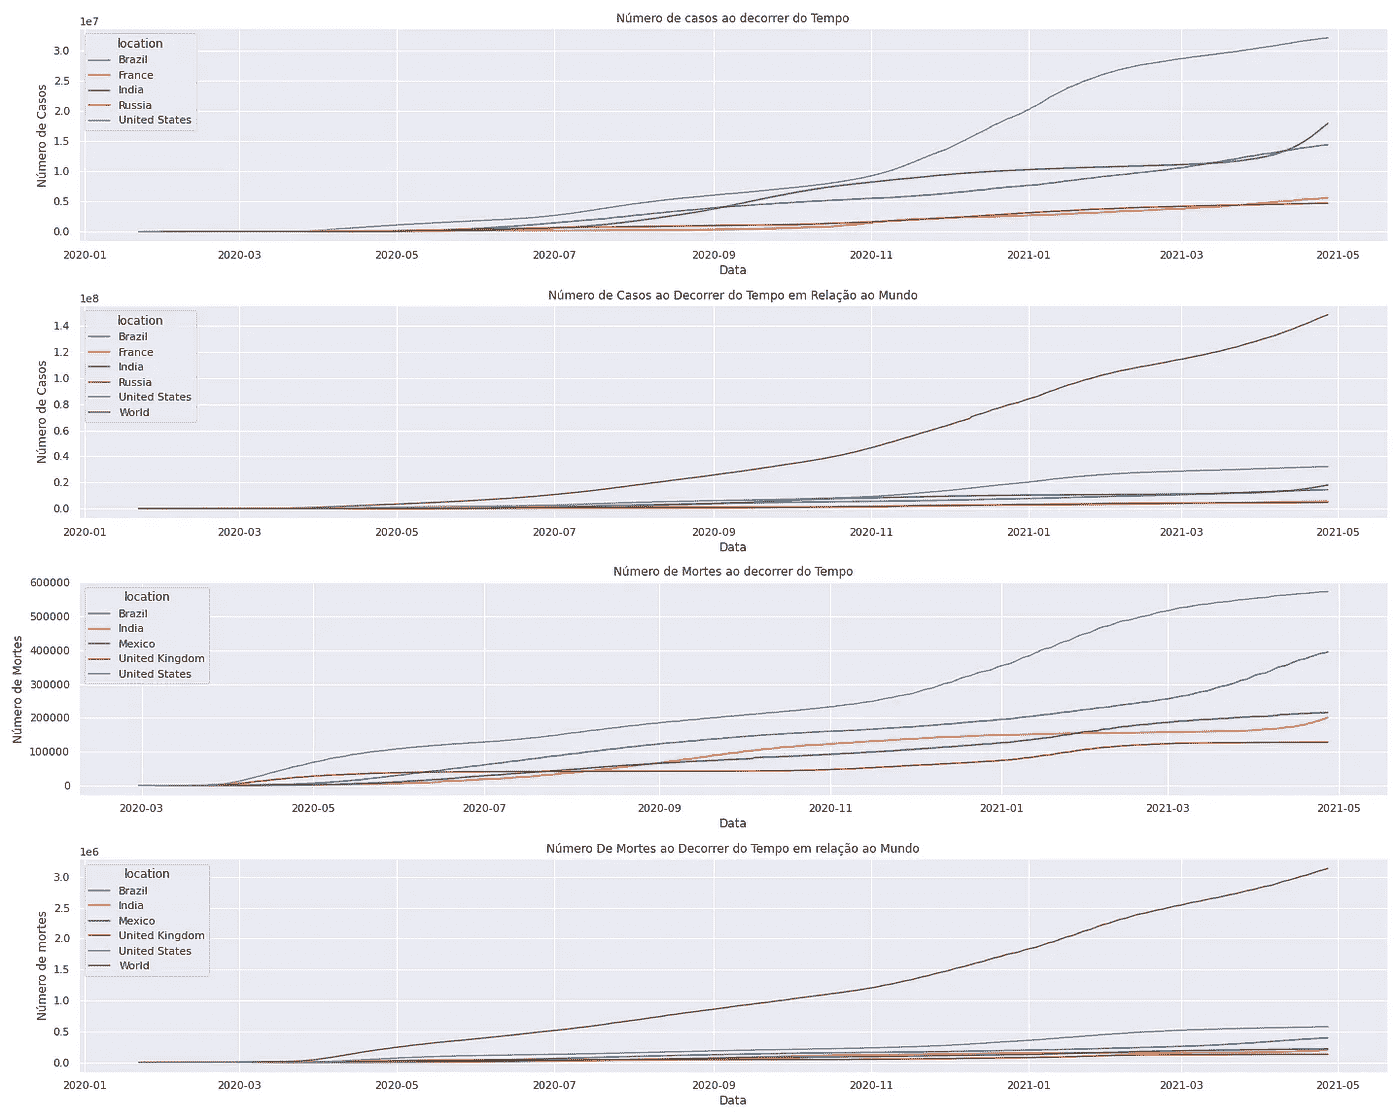 Número de casos ao decorrer do Tempo
1e7
location
Brazil
France
India
Russia
United States
Número de Casos
3.0
2.5
2.0
1.5
1.0
0.5
0.0
2020-01 2020-03 2020-05 2020-07 2020-09 2020-11 2021-01 2021-03 2021-05
Data
Número de Casos ao Decorrer do Tempo em Relação ao Mundo
1e8
location
Brazil
France
India
Russia
United States
World
Número de Casos
1.4
1.2
1.0
0.8
0.6
0.4
0.2
0.0
2020-01 2020-03 2020-05 2020-07 2020-09 2020-11 2021-01 2021-03 2021-05
Data
Número de Mortes ao decorrer do Tempo
location
Brazil
India
Mexico
United Kingdom
United States
Número de Mortes
600000
500000
400000
300000
200000
100000
0
2020-03 2020-05 2020-07 2020-09 2020-11 2021-01 2021-03 2021-05
Data
Número De Mortes ao Decorrer do Tempo em relação ao Mundo
1e6
location
Brazil
India
Mexico
United Kingdom
United States
World
Número de mortes
3.0
2.5
2.0
1.5
1.0
0.5
0.0
2020-01 2020-03 2020-05 2020-07 2020-09 2020-11 2021-01 2021-03 2021-05
Data